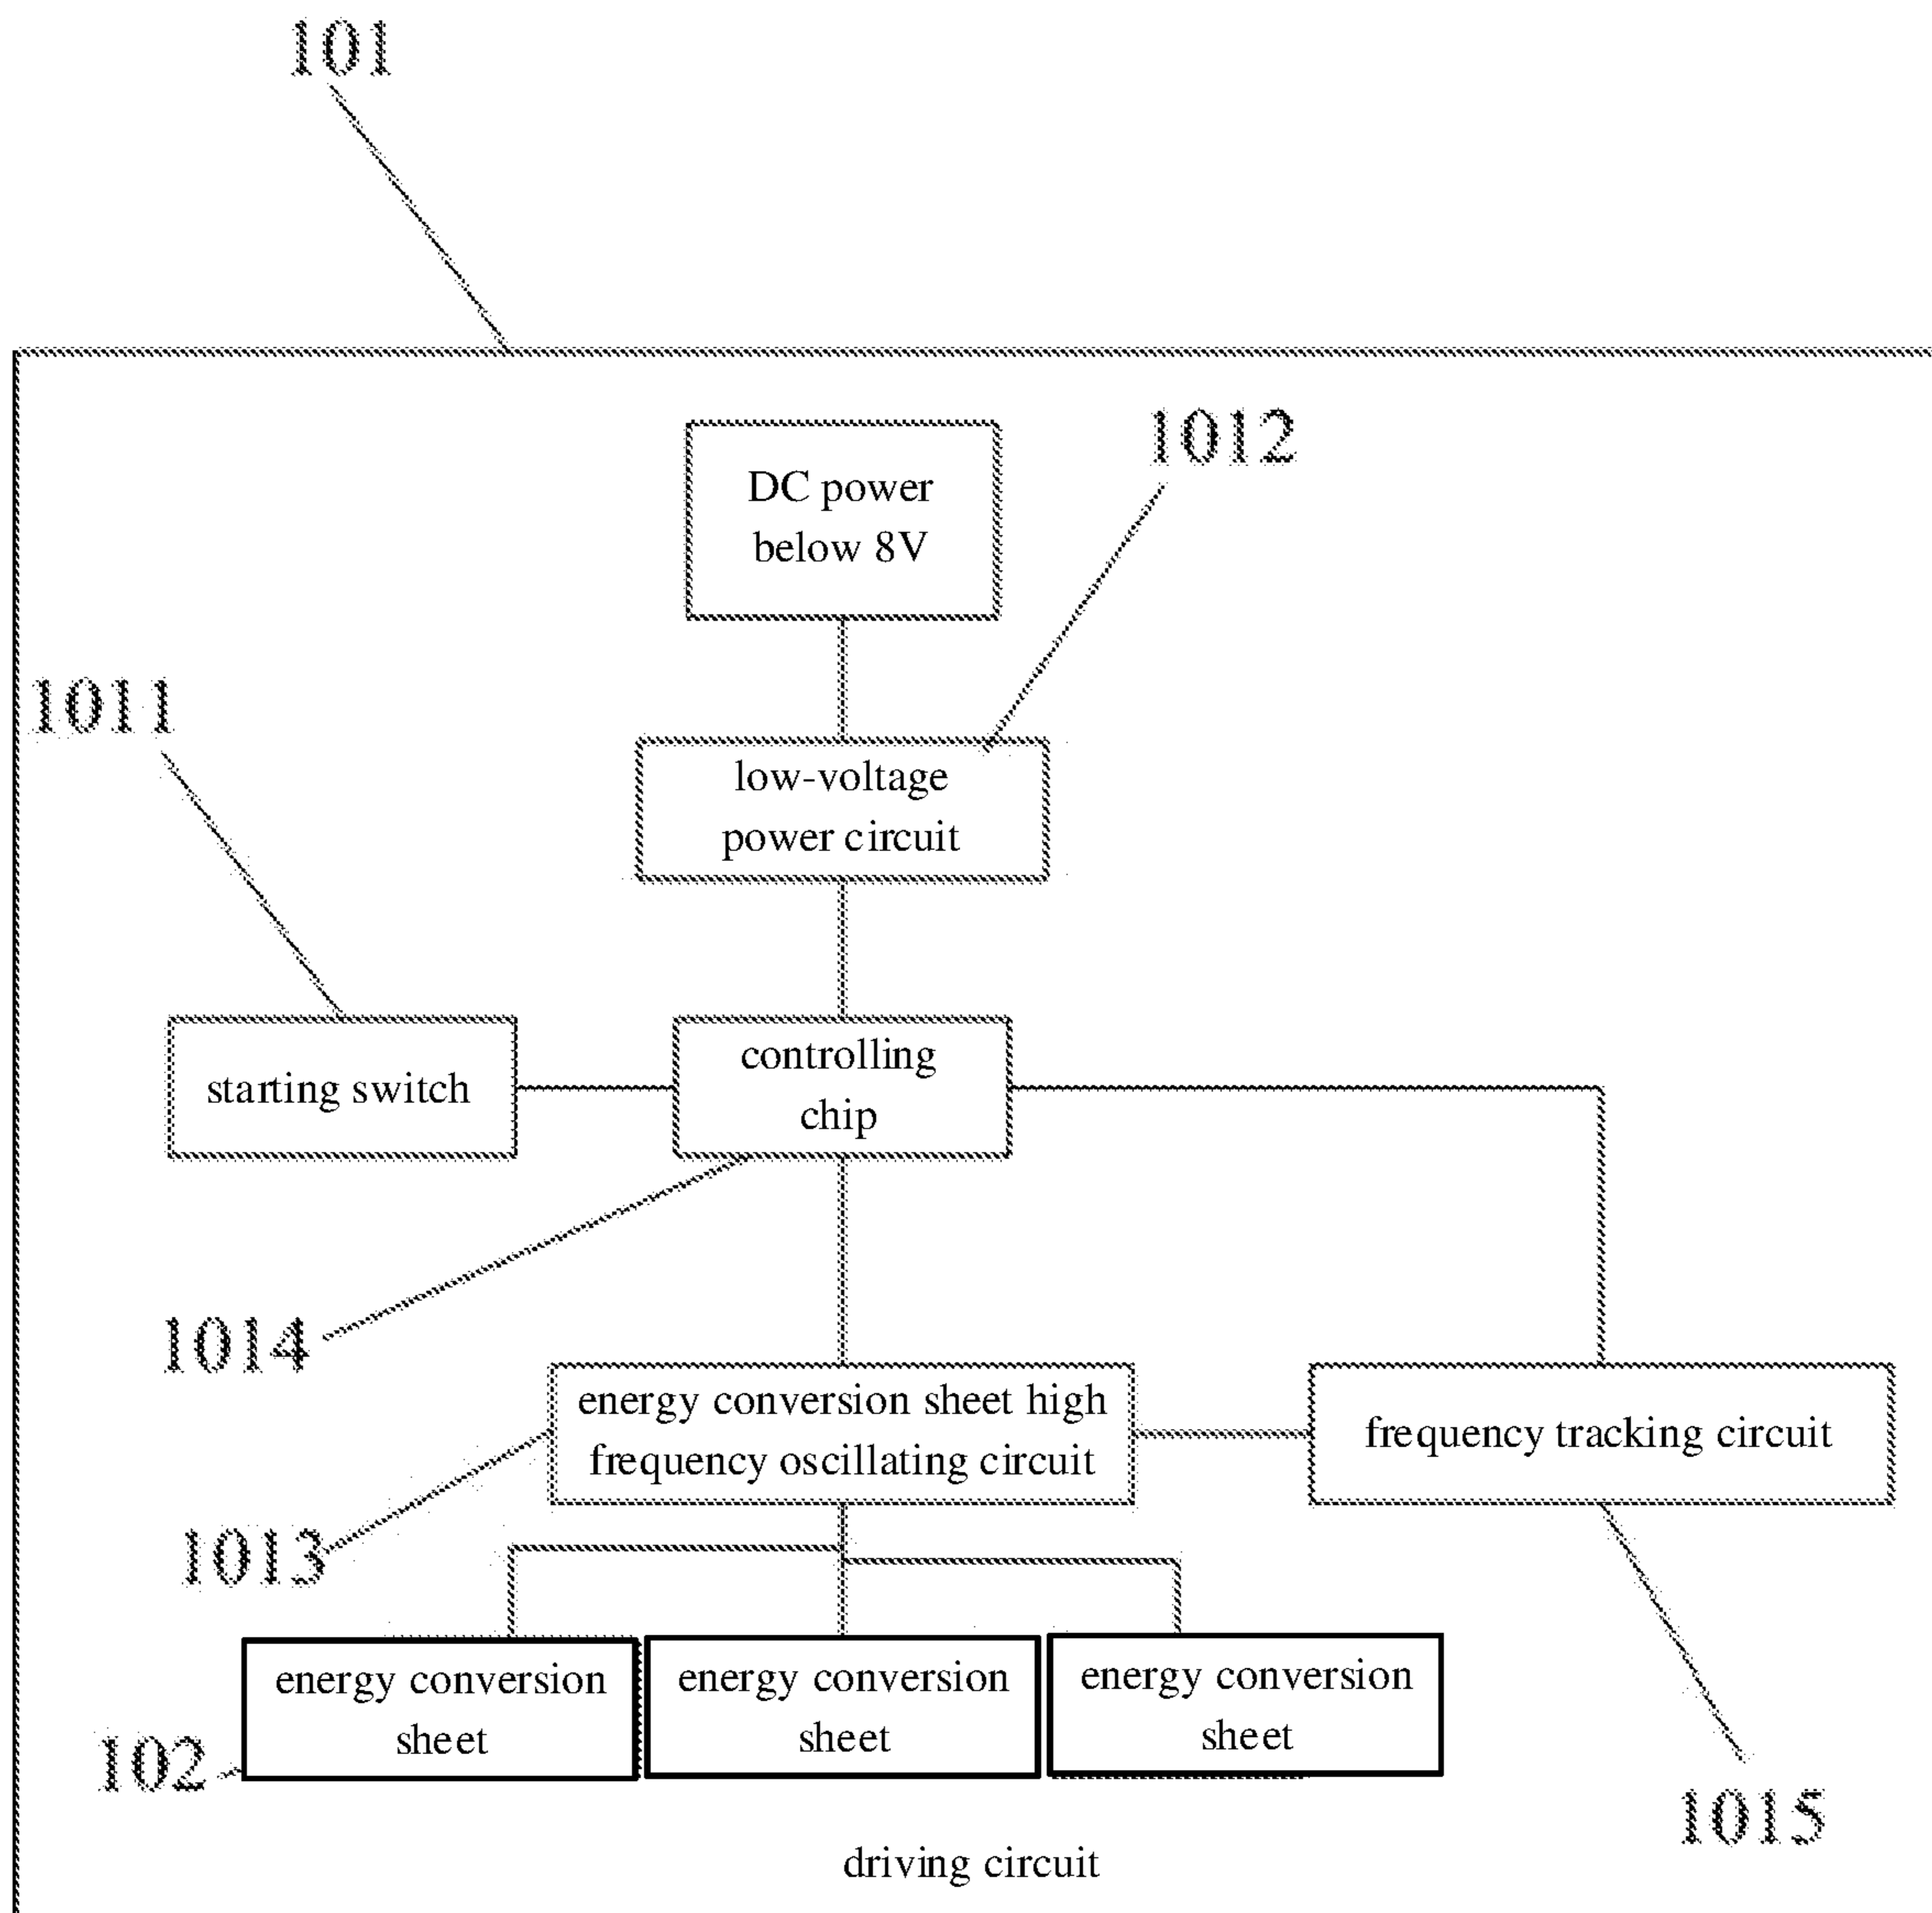 101
DC power
below 8V
1012
low-voltage
power circuit
1011
starting switch
controlling
chip
1014
energy conversion sheet high
frequency oscillating circuit
frequency tracking circuit
1013
energy conversion
sheet
energy conversion
sheet
energy conversion
sheet
102
1015
driving circuit